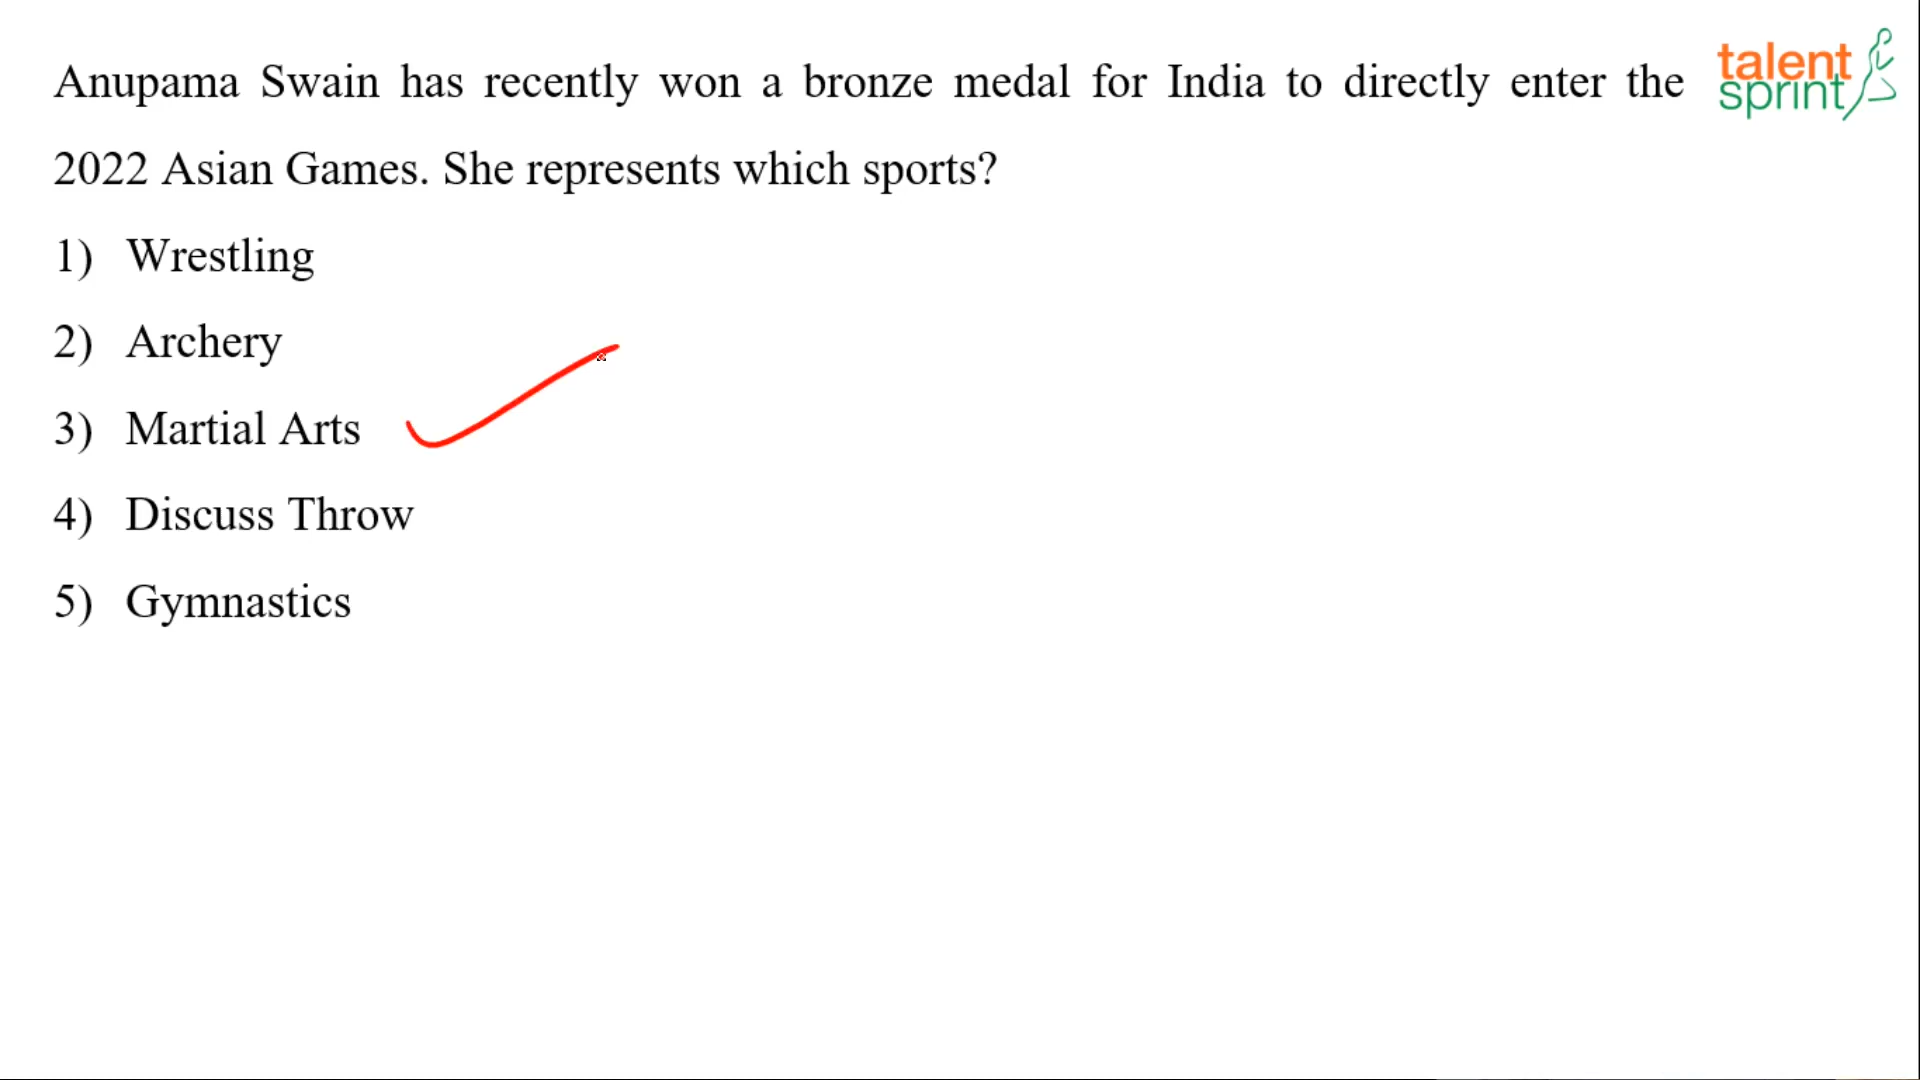 Anupama Swain has recently won a bronze medal for India to directly enter the
2022 Asian Games. She represents which sports?
1) Wrestling
2) Archery
3) Martial Arts
4) Discuss Throw
5) Gymnastics
talent
sprint